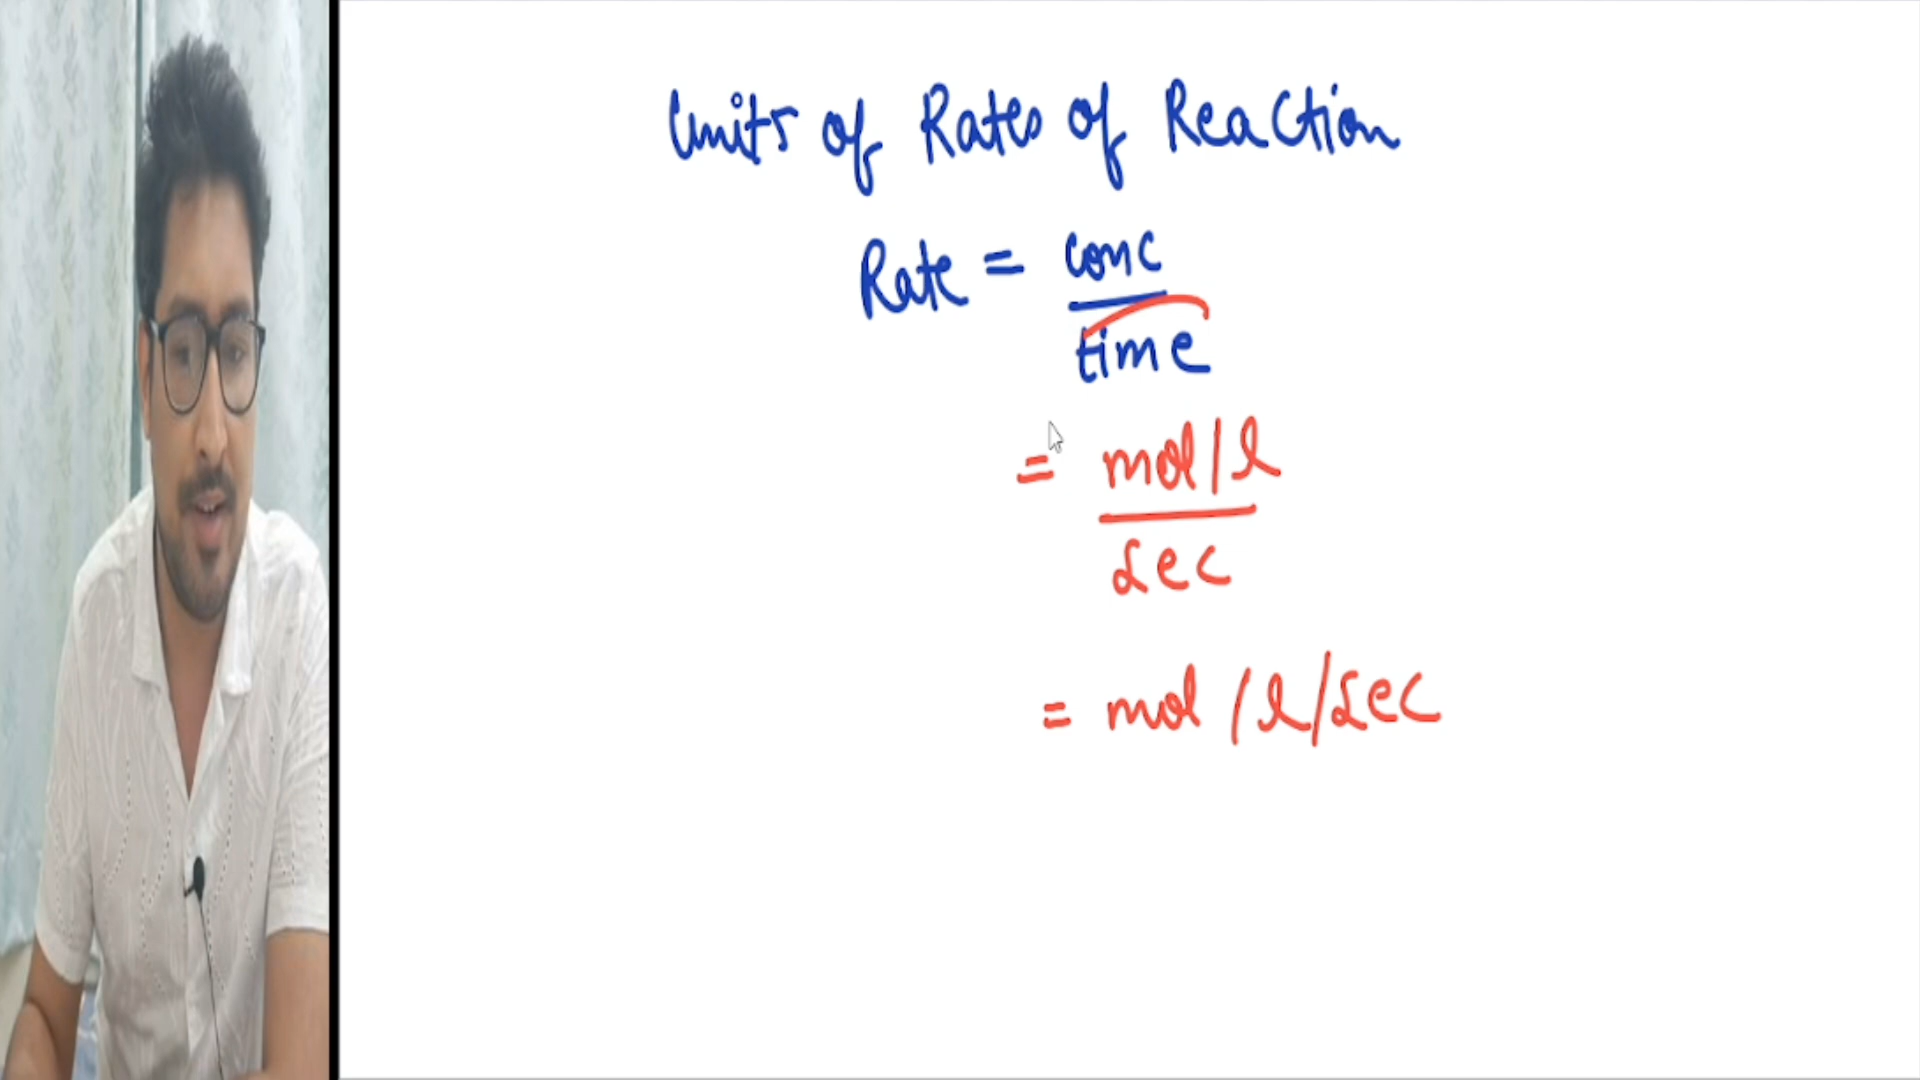 Units of Rates of Reaction
Rate = conc
time
= mol/l
sec
= mol /l/sec